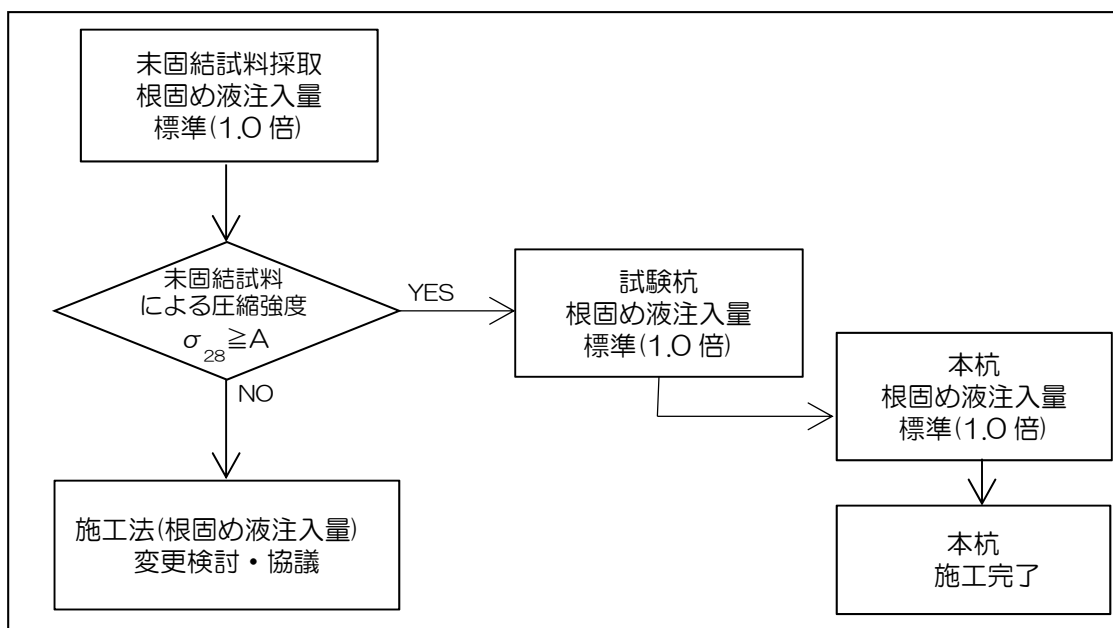 未固結試料採取
根固め液注入量
標準(1.0 倍)
未固結試料
による圧縮強度
σ28≧A
YES
NO
試験杭
根固め液注入量
標準(1.0 倍)
本杭
根固め液注入量
標準(1.0 倍)
施工法(根固め液注入量)
変更検討・協議
本杭
施工完了